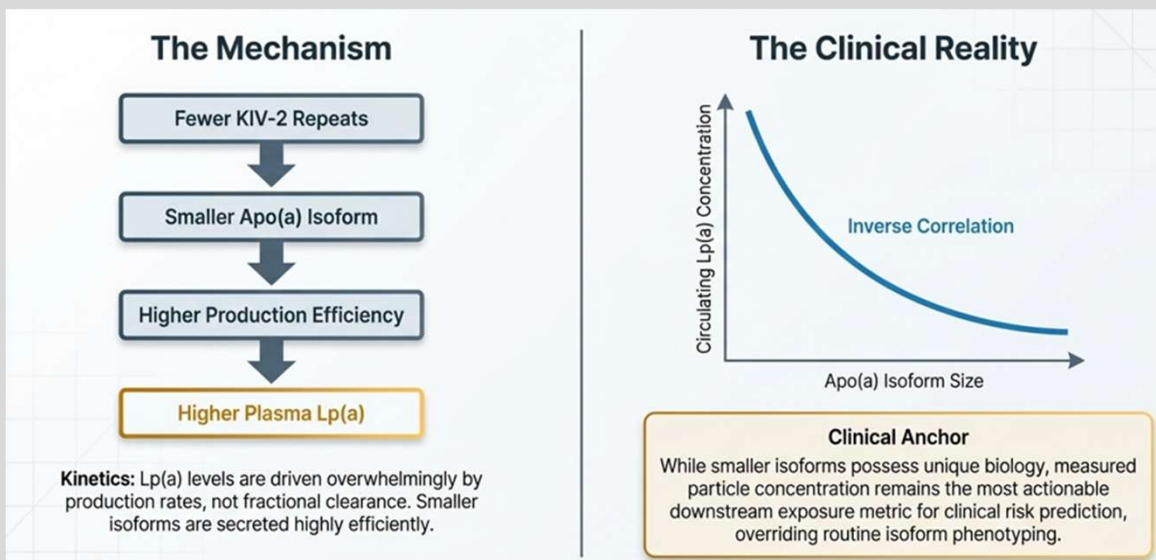 The Mechanism
Fewer KIV-2 Repeats
Smaller Apo(a) Isoform
Higher Production Efficiency
Higher Plasma Lp(a)
Kinetics: Lp(a) levels are driven overwhelmingly by
production rates, not fractional clearance. Smaller
isoforms are secreted highly efficiently.
The Clinical Reality
Circulating Lp(a) Concentration
Inverse Correlation
Apo(a) Isoform Size
Clinical Anchor
While smaller isoforms possess unique biology, measured
particle concentration remains the most actionable
downstream exposure metric for clinical risk prediction,
overriding routine isoform phenotyping.